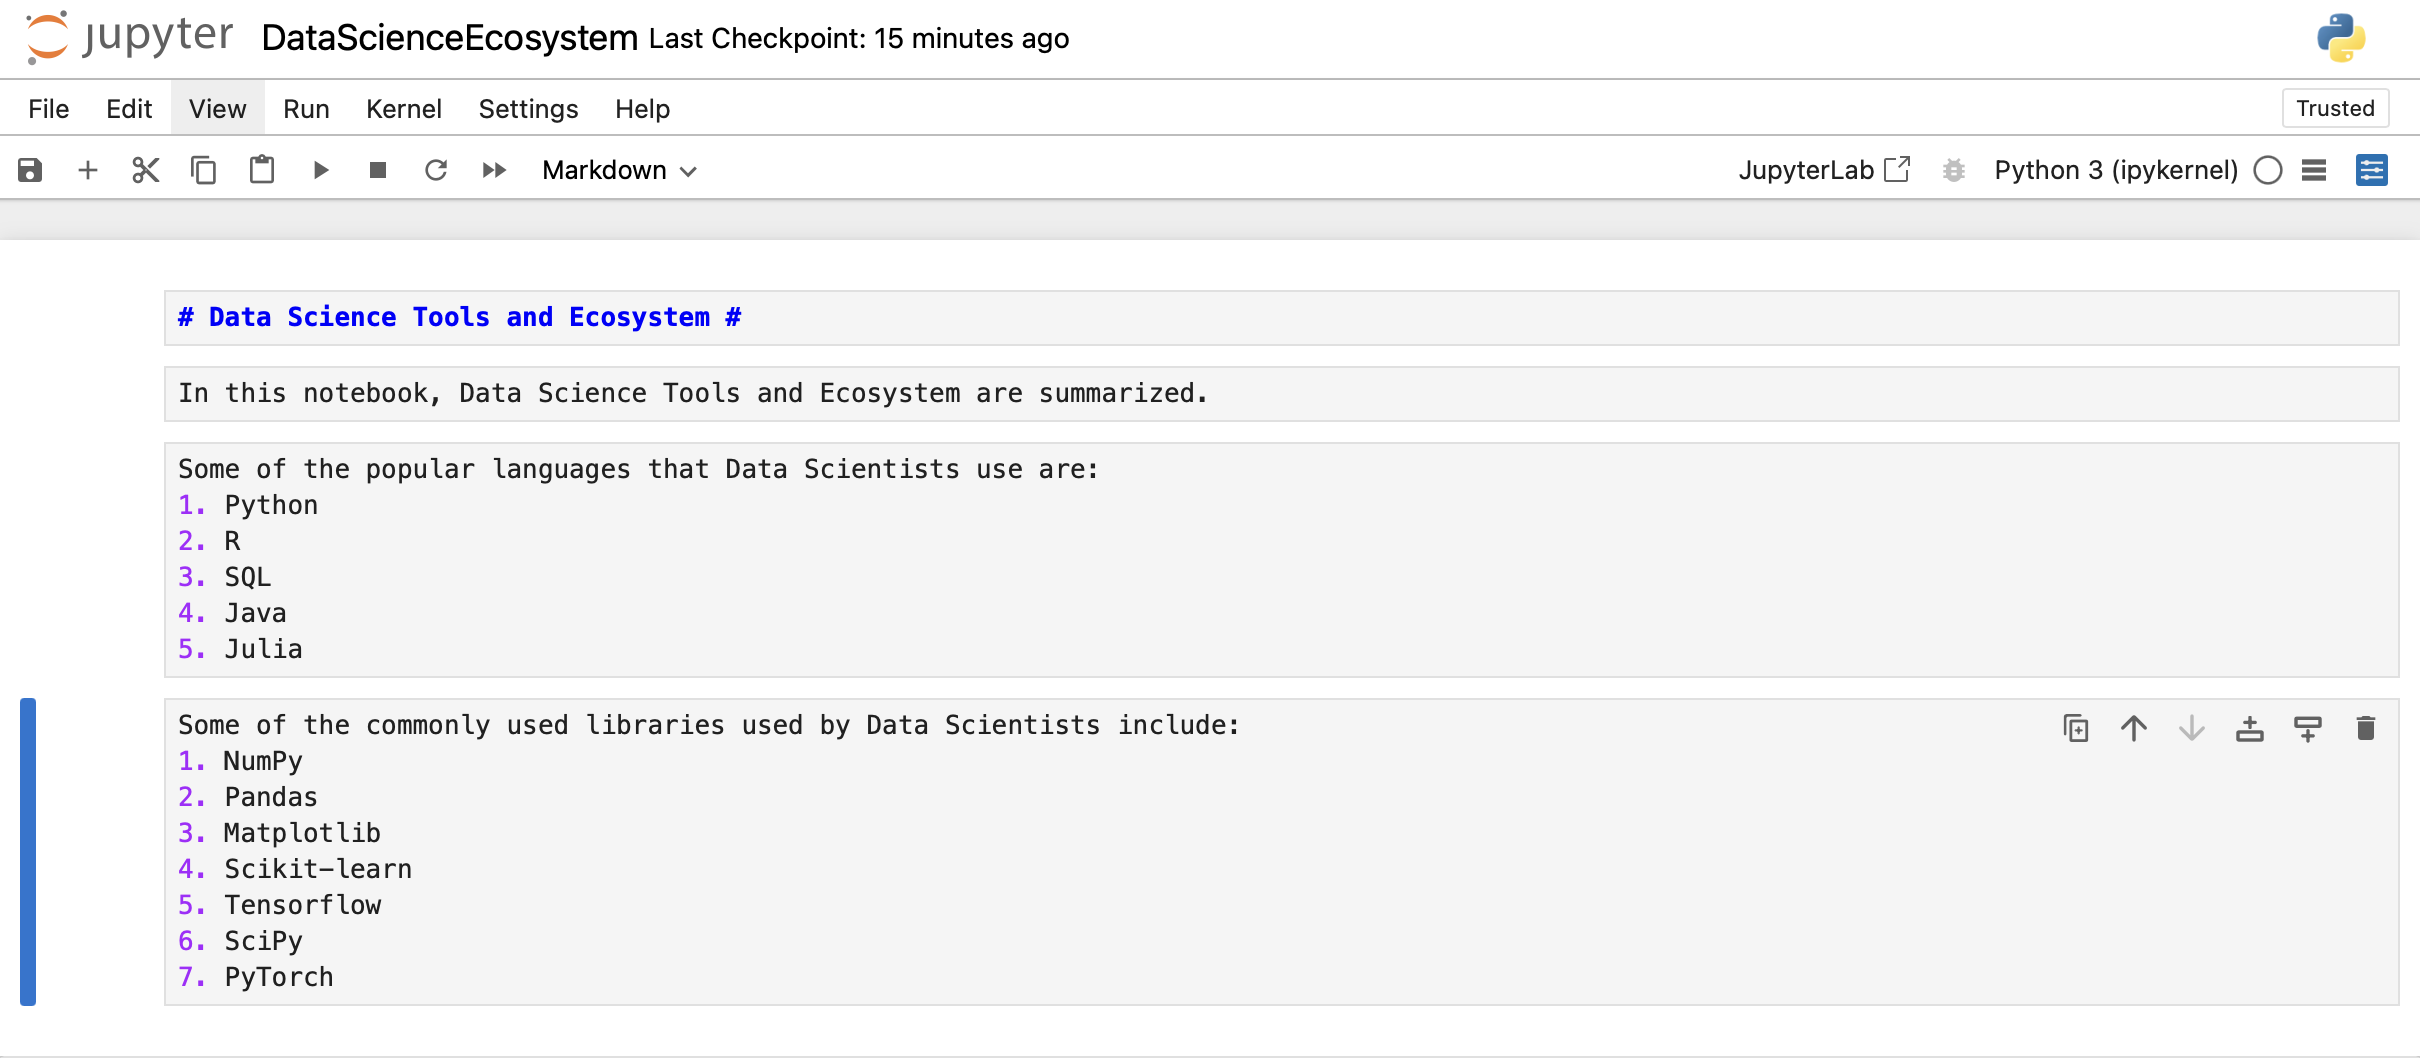 jupyter DataScienceEcosystem Last Checkpoint: 15 minutes ago
File Edit View Run Kernel Settings Help Trusted
Markdown JupyterLab Python 3 (ipykernel)
# Data Science Tools and Ecosystem #
In this notebook, Data Science Tools and Ecosystem are summarized.
Some of the popular languages that Data Scientists use are:
1. Python
2. R
3. SQL
4. Java
5. Julia
Some of the commonly used libraries used by Data Scientists include:
1. NumPy
2. Pandas
3. Matplotlib
4. Scikit-learn
5. Tensorflow
6. SciPy
7. PyTorch